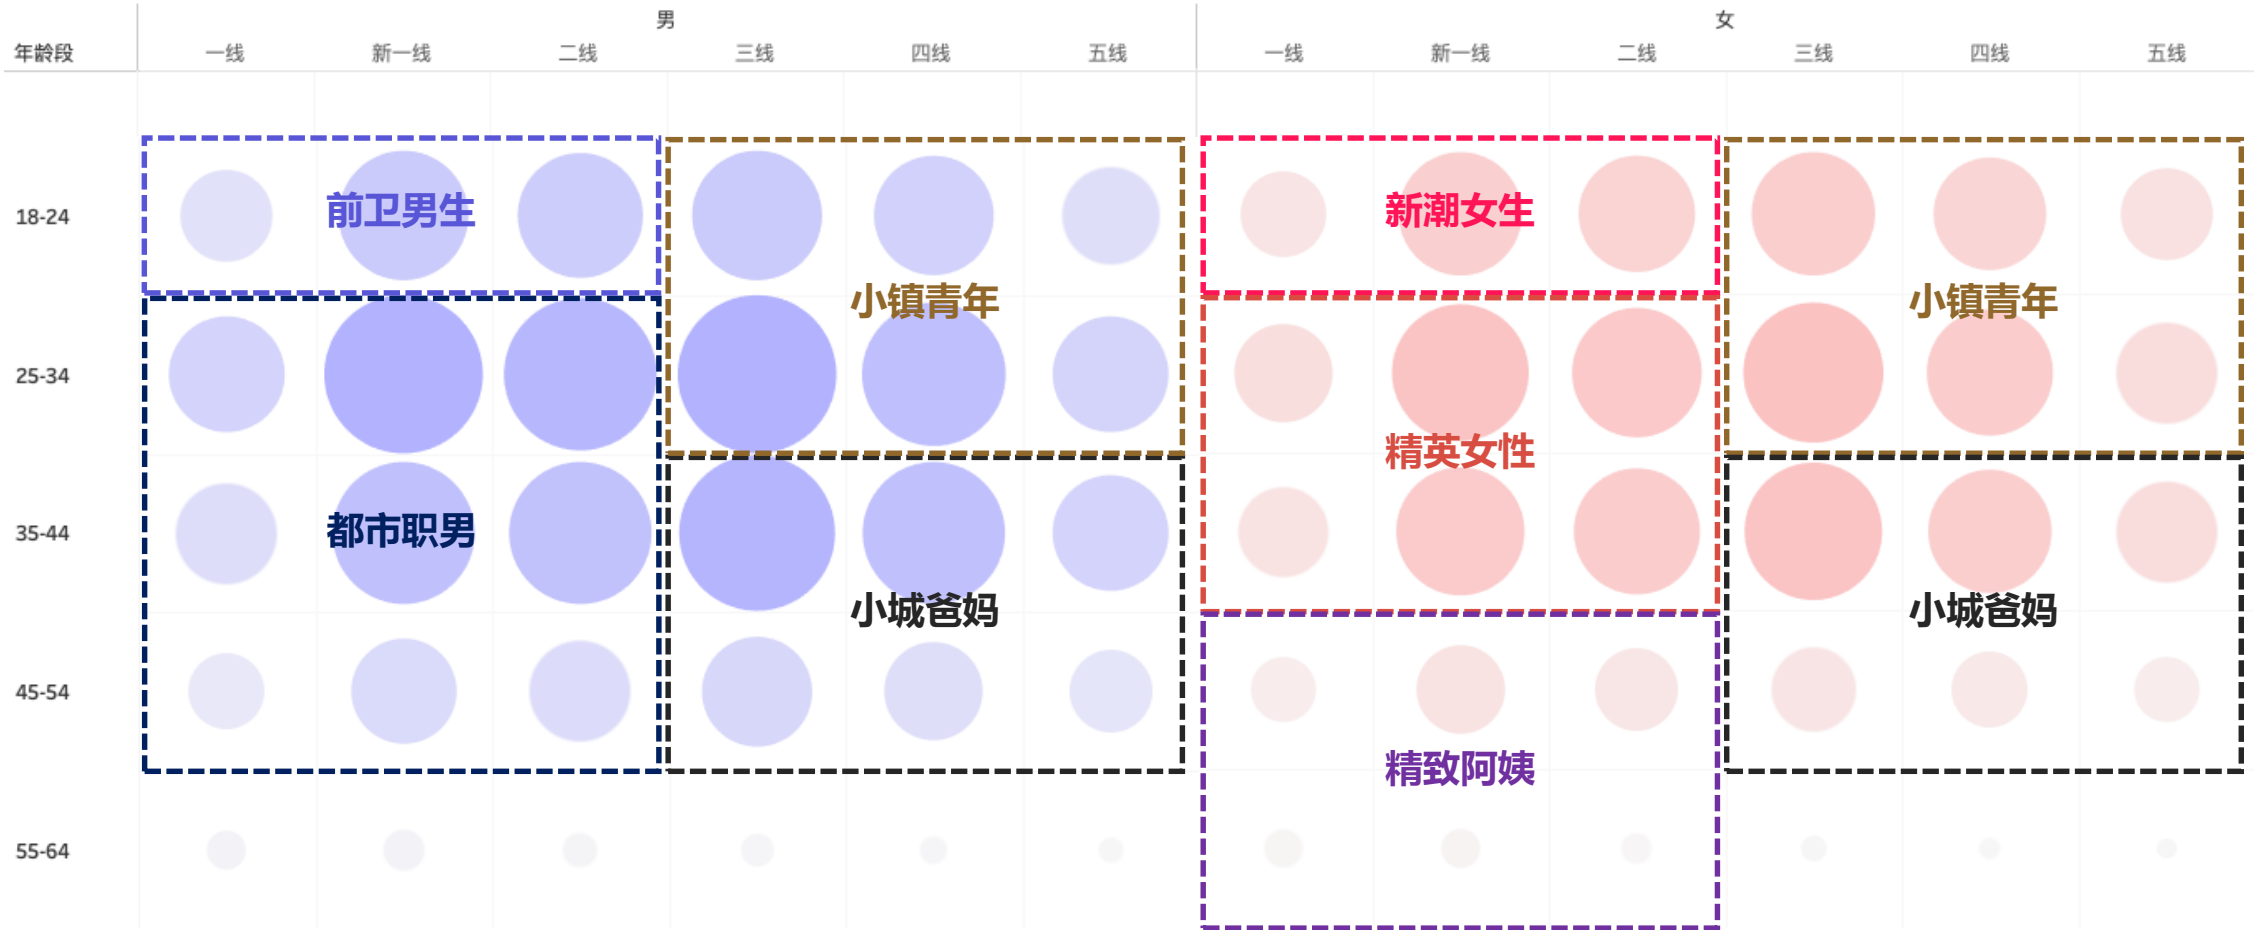 男 女
年龄段 一线 新一线 二线 三线 四线 五线 一线 新一线 二线 三线 四线 五线
18-24 前卫男生 新潮女生
小镇青年 小镇青年
25-34
精英女性
35-44 都市职男
小城爸妈 小城爸妈
45-54
精致阿姨
55-64